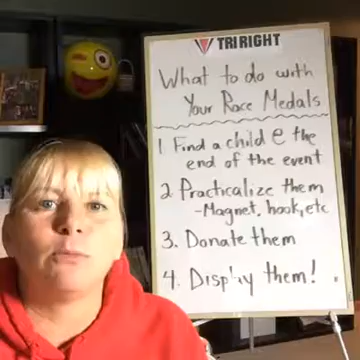 TRIRIGHT
What to do with
Your Race Medals
1 Find a child @ the
end of the event
2. Practicalize them
-Magnet, hook, etc
3. Donate them
4. Display them!